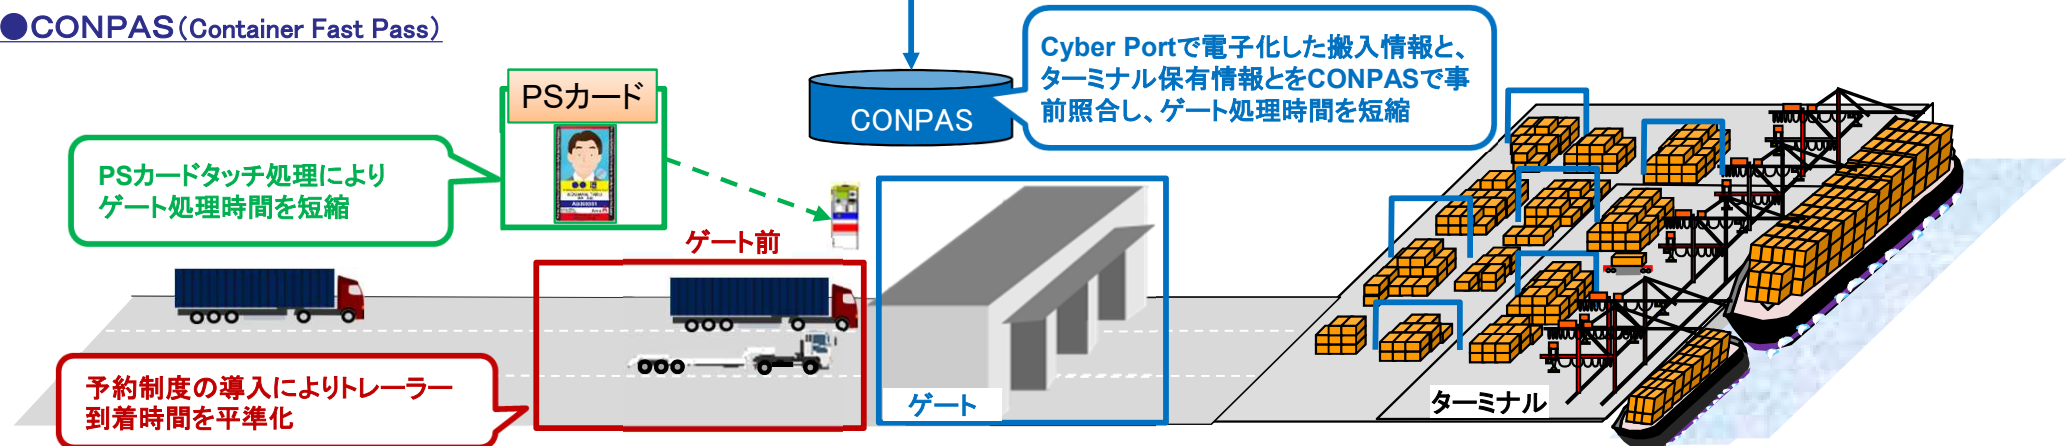 ●CONPAS(Container Fast Pass)
Cyber Portで電子化した搬入情報と、
ターミナル保有情報とをCONPASで事
前照合し、ゲート処理時間を短縮
PSカード
CONPAS
PSカードタッチ処理により
ゲート処理時間を短縮
ゲート前
予約制度の導入によりトレーラー
到着時間を平準化
ゲート
ターミナル